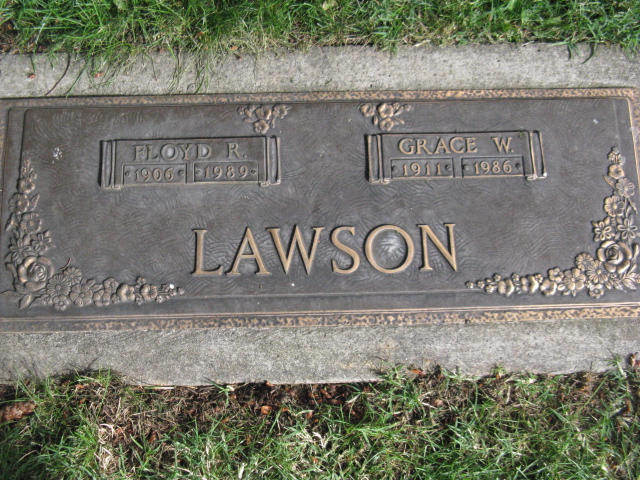 FLOYD R.
1906 1989
GRACE W.
1911 1986
LAWSON